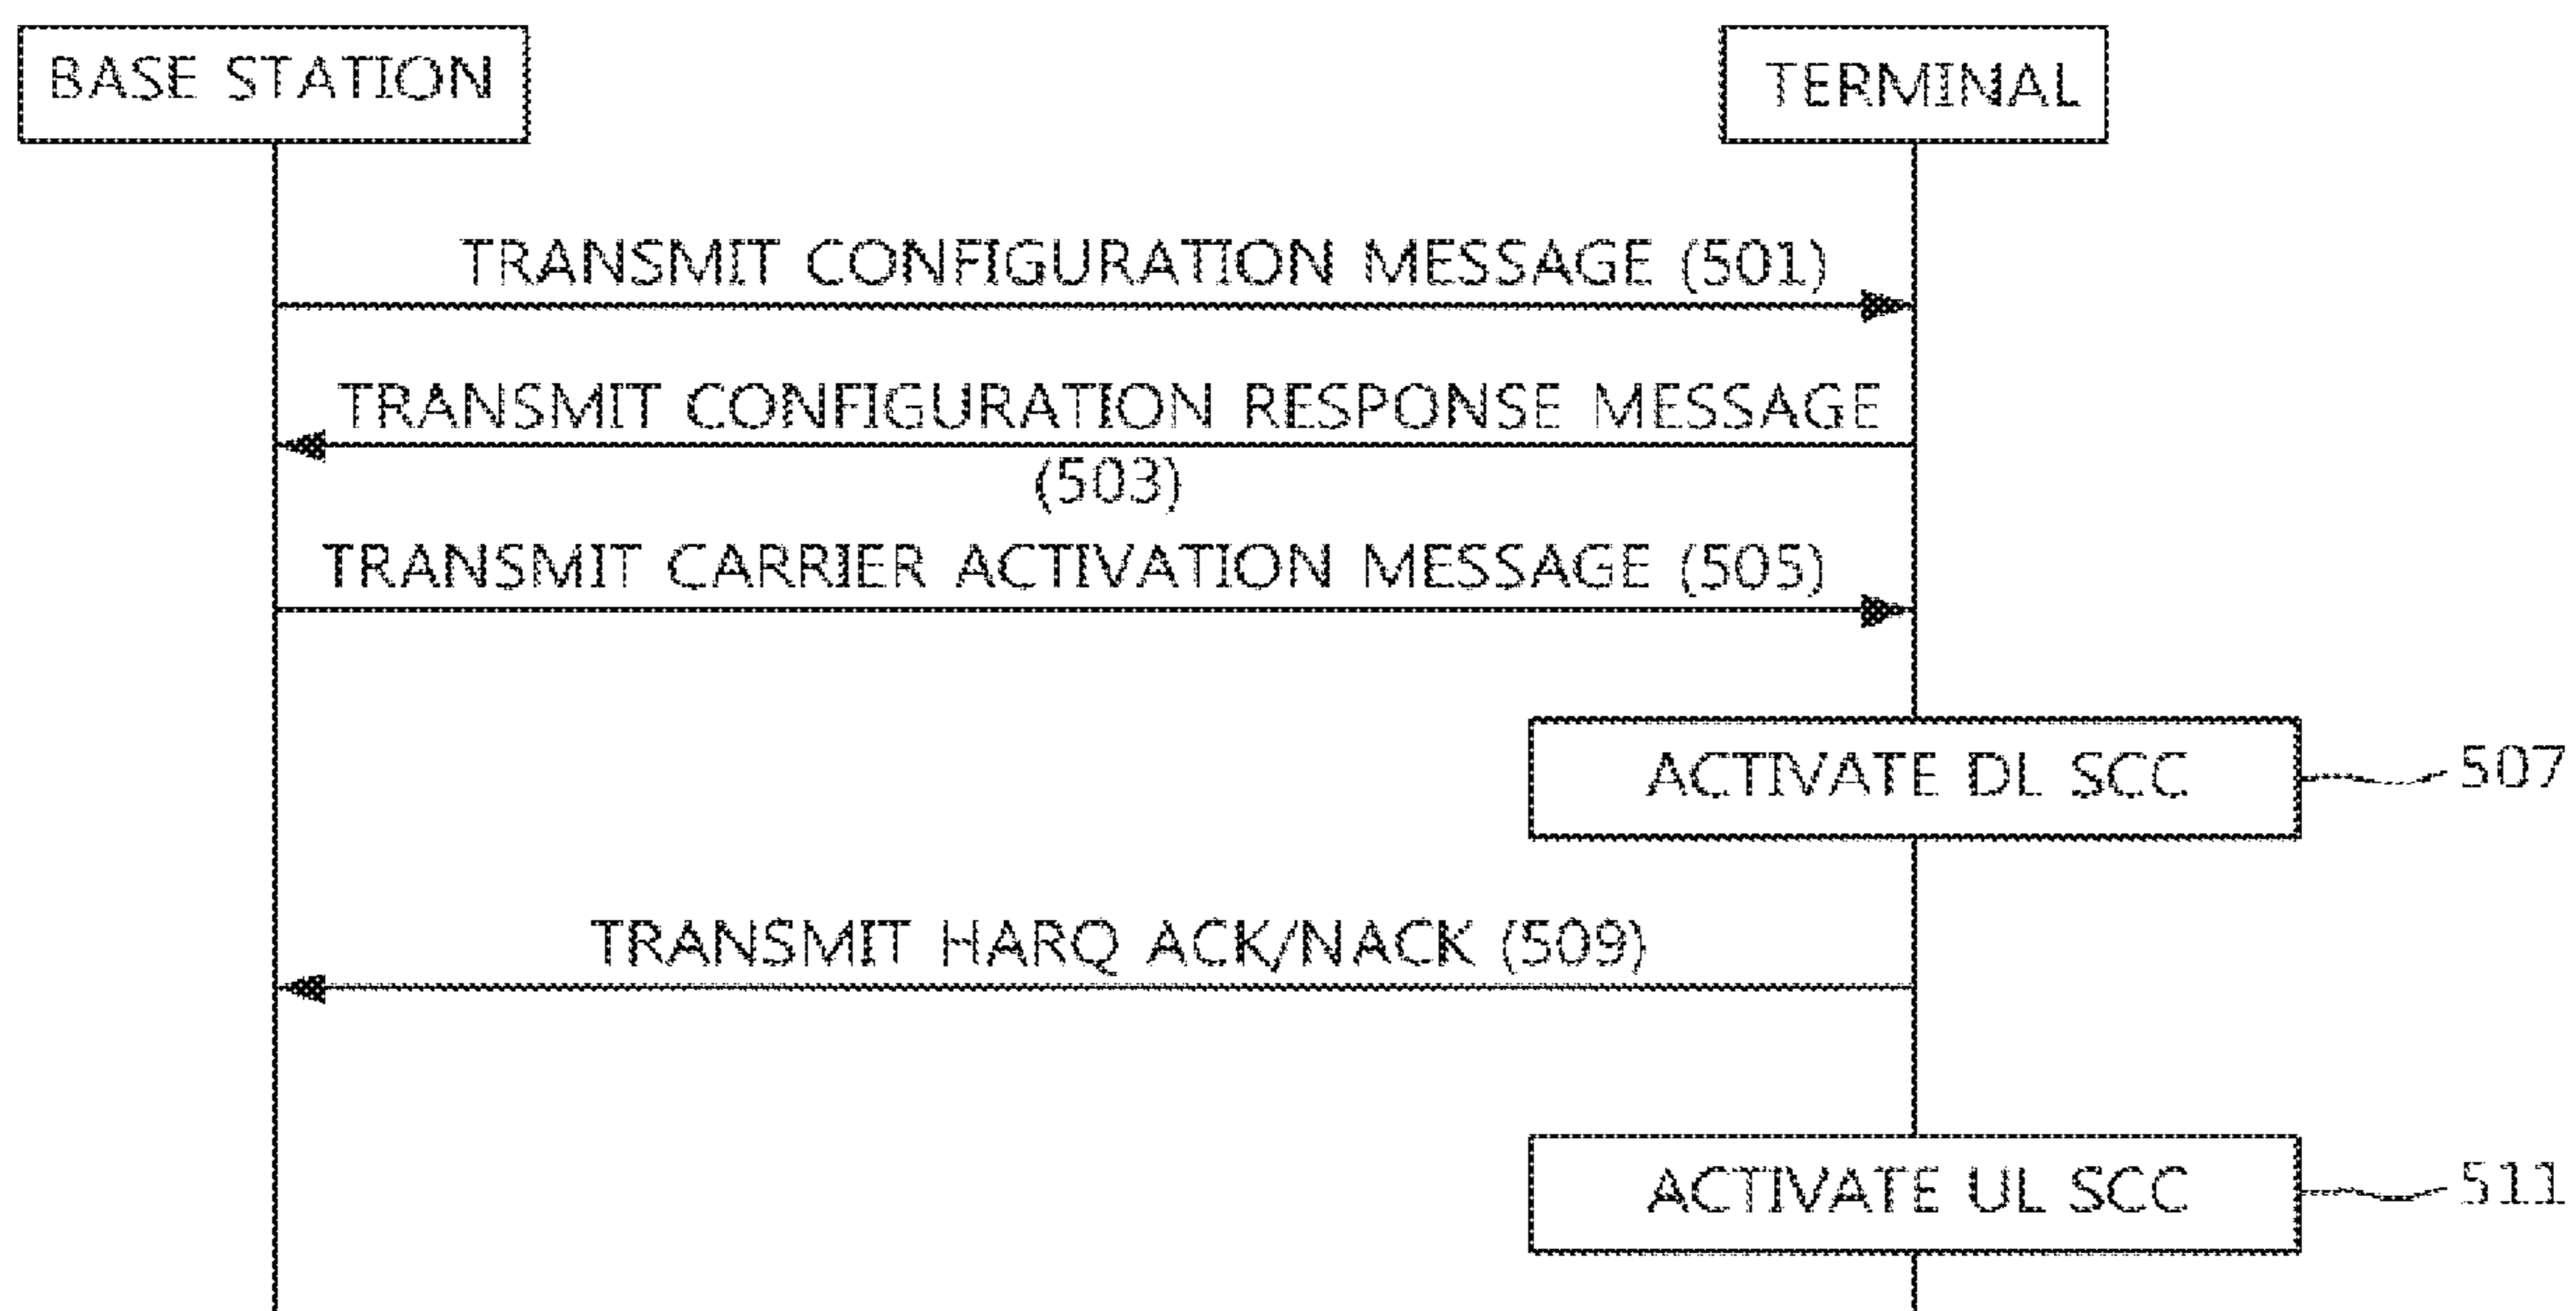 BASE STATION
TERMINAL
TRANSMIT CONFIGURATION MESSAGE (501)
TRANSMIT CONFIGURATION RESPONSE MESSAGE
(503)
TRANSMIT CARRIER ACTIVATION MESSAGE (505)
ACTIVATE DL SCC
507
TRANSMIT HARQ ACK/NACK (509)
ACTIVATE UL SCC
511